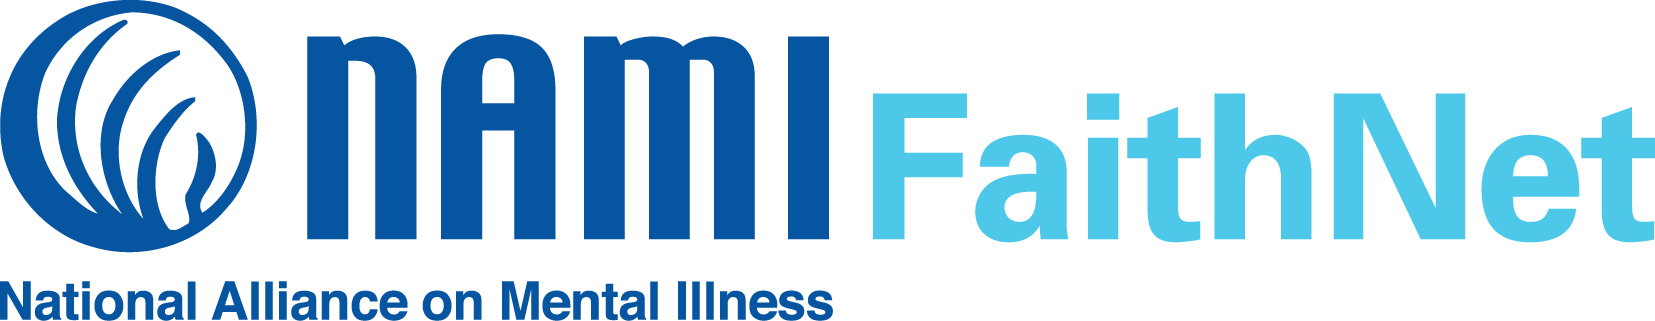 NAMI FaithNet
National Alliance on Mental Illness